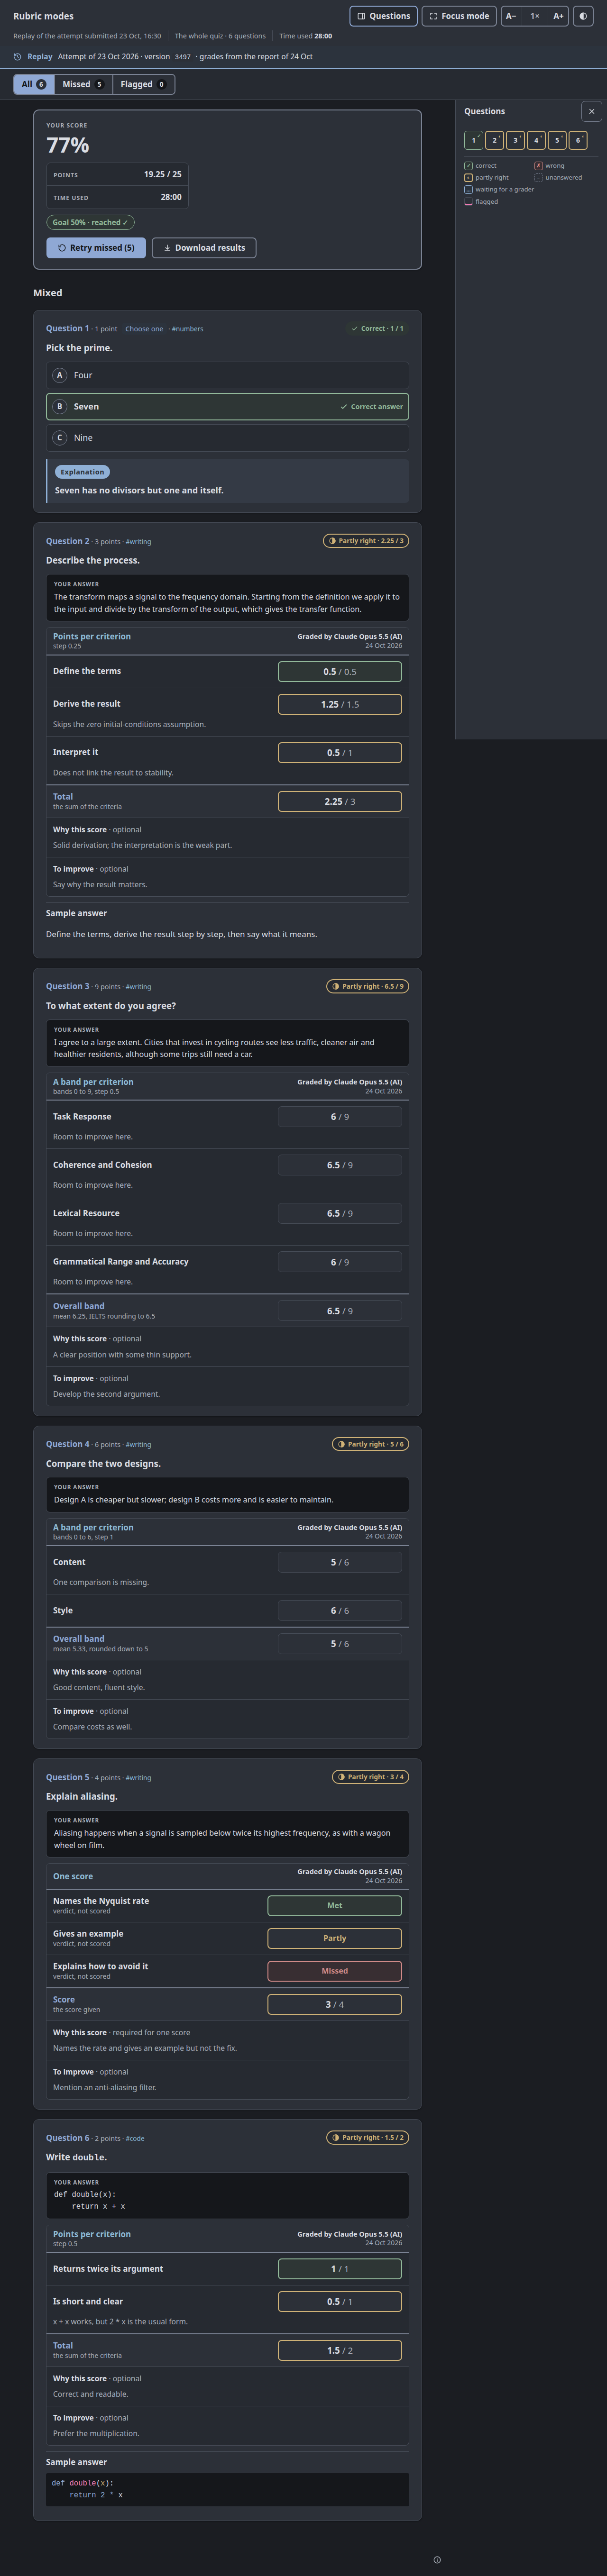 Rubric modes
Questions
Focus mode
A−
1×
A+
Replay of the attempt submitted 23 Oct, 16:30
The whole quiz · 6 questions
Time used 28:00
Replay
Attempt of 23 Oct 2026 · version 3497 · grades from the report of 24 Oct
All 6
Missed 5
Flagged 0
Questions
1
2
3
4
5
6
correct
wrong
partly right
unanswered
waiting for a grader
flagged
YOUR SCORE
77%
POINTS 19.25 / 25
TIME USED 28:00
Goal 50% · reached ✓
Retry missed (5)
Download results
Mixed
Question 1 · 1 point Choose one · #numbers
Correct · 1 / 1
Pick the prime.
A Four
B Seven
Correct answer
C Nine
Explanation
Seven has no divisors but one and itself.
Question 2 · 3 points · #writing
Partly right · 2.25 / 3
Describe the process.
YOUR ANSWER
The transform maps a signal to the frequency domain. Starting from the definition we apply it to
the input and divide by the transform of the output, which gives the transfer function.
Points per criterion
step 0.25
Graded by Claude Opus 5.5 (AI)
24 Oct 2026
Define the terms
0.5 / 0.5
Derive the result
1.25 / 1.5
Skips the zero initial-conditions assumption.
Interpret it
0.5 / 1
Does not link the result to stability.
Total
the sum of the criteria
2.25 / 3
Why this score · optional
Solid derivation; the interpretation is the weak part.
To improve · optional
Say why the result matters.
Sample answer
Define the terms, derive the result step by step, then say what it means.
Question 3 · 9 points · #writing
Partly right · 6.5 / 9
To what extent do you agree?
YOUR ANSWER
I agree to a large extent. Cities that invest in cycling routes see less traffic, cleaner air and
healthier residents, although some trips still need a car.
A band per criterion
bands 0 to 9, step 0.5
Graded by Claude Opus 5.5 (AI)
24 Oct 2026
Task Response
6 / 9
Room to improve here.
Coherence and Cohesion
6.5 / 9
Room to improve here.
Lexical Resource
6.5 / 9
Room to improve here.
Grammatical Range and Accuracy
6 / 9
Room to improve here.
Overall band
mean 6.25, IELTS rounding to 6.5
6.5 / 9
Why this score · optional
A clear position with some thin support.
To improve · optional
Develop the second argument.
Question 4 · 6 points · #writing
Partly right · 5 / 6
Compare the two designs.
YOUR ANSWER
Design A is cheaper but slower; design B costs more and is easier to maintain.
A band per criterion
bands 0 to 6, step 1
Graded by Claude Opus 5.5 (AI)
24 Oct 2026
Content
5 / 6
One comparison is missing.
Style
6 / 6
Overall band
mean 5.33, rounded down to 5
5 / 6
Why this score · optional
Good content, fluent style.
To improve · optional
Compare costs as well.
Question 5 · 4 points · #writing
Partly right · 3 / 4
Explain aliasing.
YOUR ANSWER
Aliasing happens when a signal is sampled below twice its highest frequency, as with a wagon
wheel on film.
One score
Graded by Claude Opus 5.5 (AI)
24 Oct 2026
Names the Nyquist rate
verdict, not scored
Met
Gives an example
verdict, not scored
Partly
Explains how to avoid it
verdict, not scored
Missed
Score
the score given
3 / 4
Why this score · required for one score
Names the rate and gives an example but not the fix.
To improve · optional
Mention an anti-aliasing filter.
Question 6 · 2 points · #code
Partly right · 1.5 / 2
Write double.
YOUR ANSWER
def double(x):
    return x + x
Points per criterion
step 0.5
Graded by Claude Opus 5.5 (AI)
24 Oct 2026
Returns twice its argument
1 / 1
Is short and clear
0.5 / 1
x + x works, but 2 * x is the usual form.
Total
the sum of the criteria
1.5 / 2
Why this score · optional
Correct and readable.
To improve · optional
Prefer the multiplication.
Sample answer
def double(x):
    return 2 * x